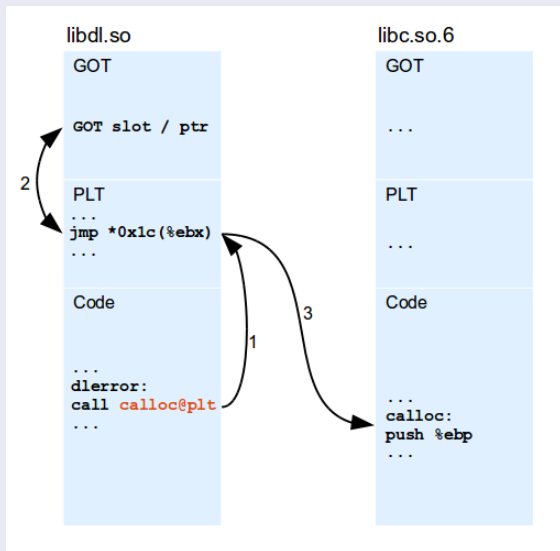 libdl.so
GOT
GOT slot / ptr
2
PLT
...
jmp *0x1c(%ebx)
...
Code
...
dlerror:
call calloc@plt
...
1
3
libc.so.6
GOT
...
PLT
...
Code
...
calloc:
push %ebp
...